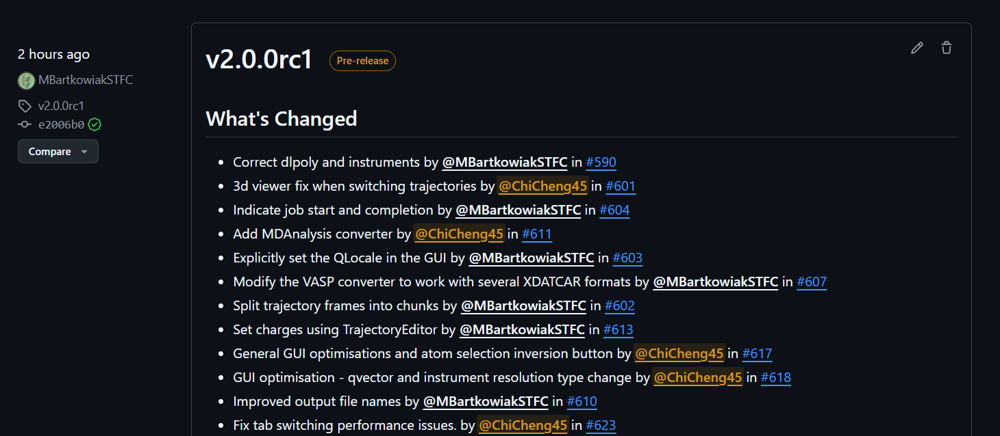 2 hours ago
MBartkowiakSTFC
v2.0.0rc1
e2006b0
Compare
v2.0.0rc1 Pre-release
What's Changed
Correct dlpoly and instruments by @MBartkowiakSTFC in #590
3d viewer fix when switching trajectories by @ChiCheng45 in #601
Indicate job start and completion by @MBartkowiakSTFC in #604
Add MDAnalysis converter by @ChiCheng45 in #611
Explicitly set the QLocale in the GUI by @MBartkowiakSTFC in #603
Modify the VASP converter to work with several XDATCAR formats by @MBartkowiakSTFC in #607
Split trajectory frames into chunks by @MBartkowiakSTFC in #602
Set charges using TrajectoryEditor by @MBartkowiakSTFC in #613
General GUI optimisations and atom selection inversion button by @ChiCheng45 in #617
GUI optimisation - qvector and instrument resolution type change by @ChiCheng45 in #618
Improved output file names by @MBartkowiakSTFC in #610
Fix tab switching performance issues. by @ChiCheng45 in #623